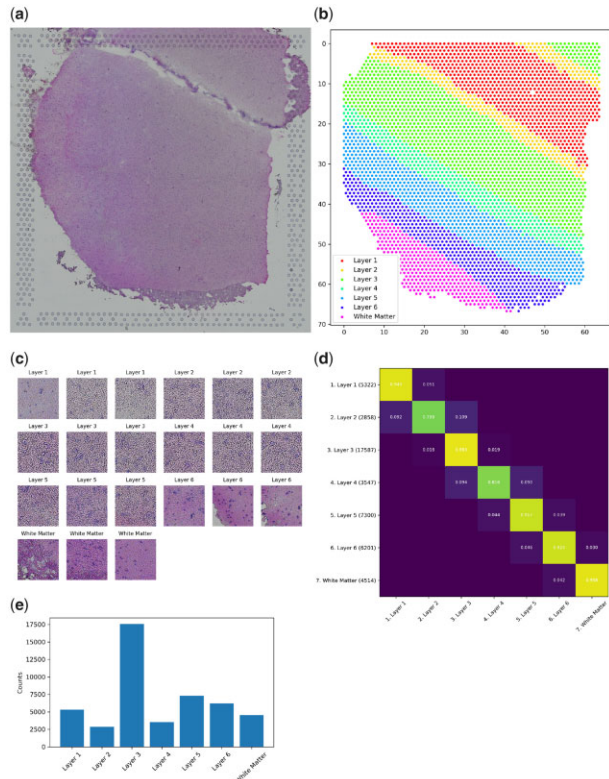 (a)
(b)
0
10
20
30
40
50
60
70
Layer 1
Layer 2
Layer 3
Layer 4
Layer 5
Layer 6
White Matter
0 10 20 30 40 50 60
(c)
Layer 1 Layer 1 Layer 1 Layer 2 Layer 2 Layer 2
Layer 3 Layer 3 Layer 3 Layer 4 Layer 4 Layer 4
Layer 5 Layer 5 Layer 5 Layer 6 Layer 6 Layer 6
White Matter White Matter White Matter
(d)
1. Layer 1 (5322)
2. Layer 2 (2858)
3. Layer 3 (17587)
4. Layer 4 (3547)
5. Layer 5 (7300)
6. Layer 6 (6201)
7. White Matter (4514)
1. Layer 1
2. Layer 2
3. Layer 3
4. Layer 4
5. Layer 5
6. Layer 6
7. White Matter
(e)
17500
15000
12500
10000
7500
5000
2500
0
Counts
Layer 1
Layer 2
Layer 3
Layer 4
Layer 5
Layer 6
White Matter